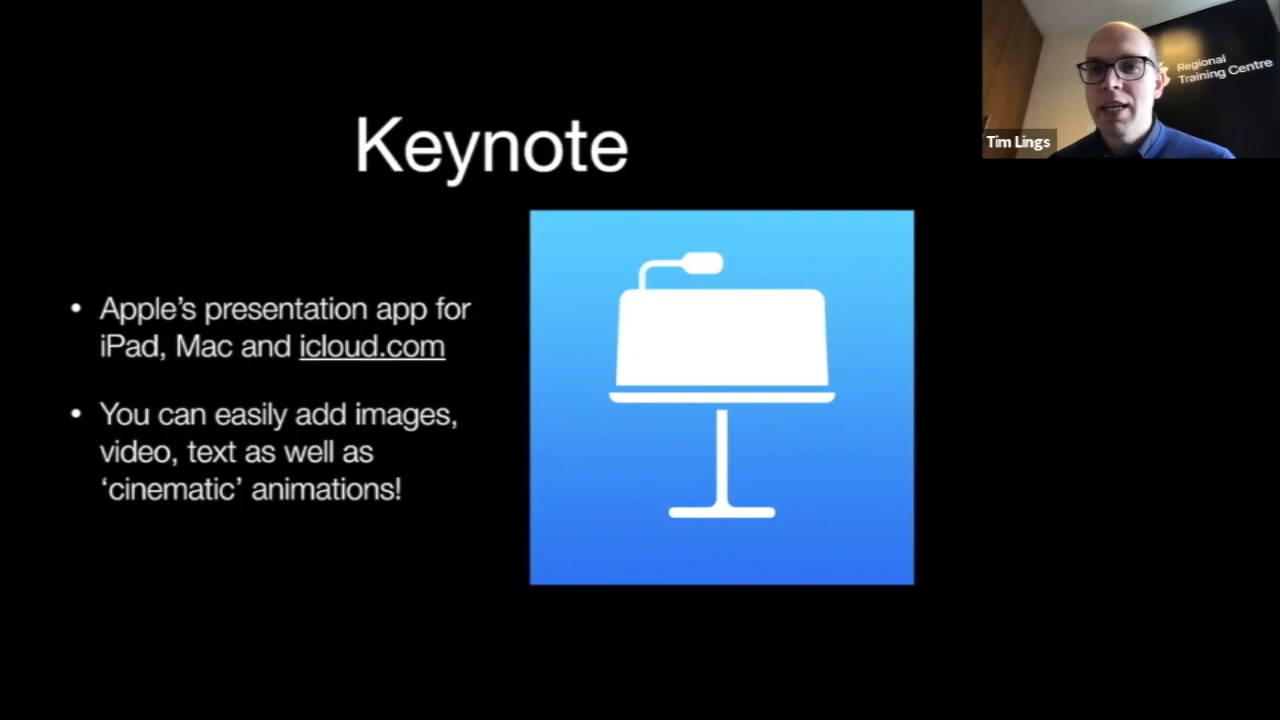 Keynote
• Apple’s presentation app for
iPad, Mac and icloud.com
• You can easily add images,
video, text as well as
‘cinematic’ animations!
Regional
Training Centre
Tim Lings